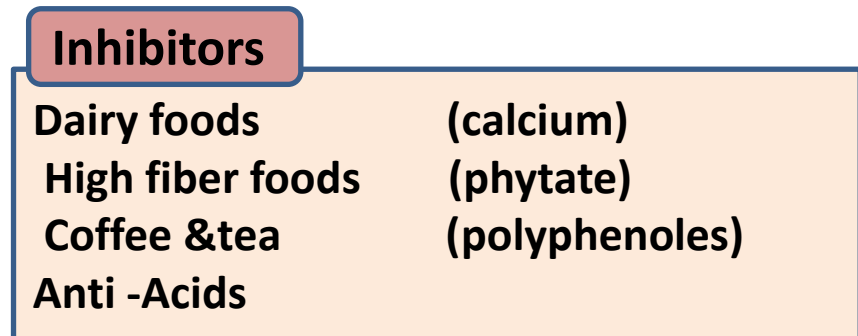 Inhibitors
Dairy foods (calcium)
High fiber foods (phytate)
Coffee &tea (polyphenoles)
Anti -Acids